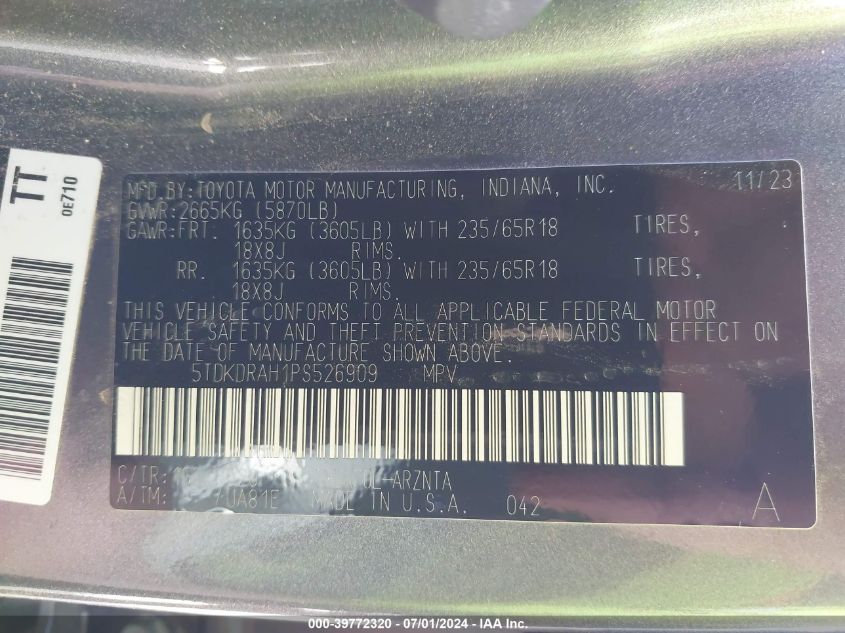 TT
0E710
MFD BY:TOYOTA MOTOR MANUFACTURING, INDIANA, INC. 11/23
GVWR:2665KG (5870LB)
GAWR:FRT. 1635KG (3605LB) WITH 235/65R18 TIRES,
18X8J RIMS.
RR. 1635KG (3605LB) WITH 235/65R18 TIRES,
18X8J RIMS.
THIS VEHICLE CONFORMS TO ALL APPLICABLE FEDERAL MOTOR
VEHICLE SAFETY AND THEFT PREVENTION STANDARDS IN EFFECT ON
THE DATE OF MANUFACTURE SHOWN ABOVE.
5TDKDRAH1PS526909 MPV
C/TR: L-ARZNTA
A/TM: /UA81E MADE IN U.S.A. 042 A
000-39772320 - 07/01/2024 - IAA Inc.